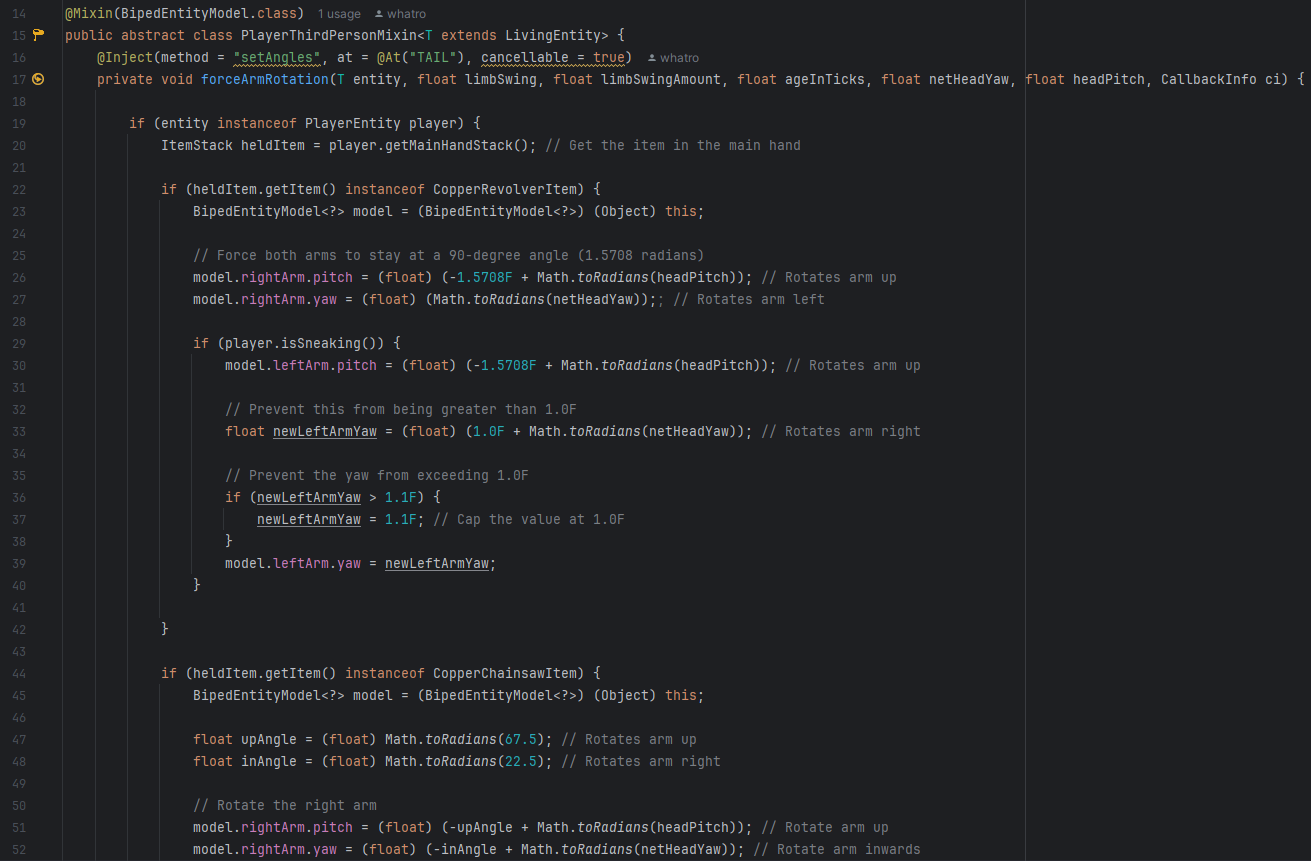 14 @Mixin(BipedEntityModel.class) 1 usage whatro
15 public abstract class PlayerThirdPersonMixin<T extends LivingEntity> {
16 @Inject(method = "setAngles", at = @At("TAIL"), cancellable = true) whatro
17 private void forceArmRotation(T entity, float limbSwing, float limbSwingAmount, float ageInTicks, float netHeadYaw, float headPitch, CallbackInfo ci) {
18
19 if (entity instanceof PlayerEntity player) {
20 ItemStack heldItem = player.getMainHandStack(); // Get the item in the main hand
21
22 if (heldItem.getItem() instanceof CopperRevolverItem) {
23 BipedEntityModel<?> model = (BipedEntityModel<?>) (Object) this;
24
25 // Force both arms to stay at a 90-degree angle (1.5708 radians)
26 model.rightArm.pitch = (float) (-1.5708F + Math.toRadians(headPitch)); // Rotates arm up
27 model.rightArm.yaw = (float) (Math.toRadians(netHeadYaw));; // Rotates arm left
28
29 if (player.isSneaking()) {
30 model.leftArm.pitch = (float) (-1.5708F + Math.toRadians(headPitch)); // Rotates arm up
31
32 // Prevent this from being greater than 1.0F
33 float newLeftArmYaw = (float) (1.0F + Math.toRadians(netHeadYaw)); // Rotates arm right
34
35 // Prevent the yaw from exceeding 1.0F
36 if (newLeftArmYaw > 1.1F) {
37 newLeftArmYaw = 1.1F; // Cap the value at 1.0F
38 }
39 model.leftArm.yaw = newLeftArmYaw;
40 }
41
42 }
43
44 if (heldItem.getItem() instanceof CopperChainsawItem) {
45 BipedEntityModel<?> model = (BipedEntityModel<?>) (Object) this;
46
47 float upAngle = (float) Math.toRadians(67.5); // Rotates arm up
48 float inAngle = (float) Math.toRadians(22.5); // Rotates arm right
49
50 // Rotate the right arm
51 model.rightArm.pitch = (float) (-upAngle + Math.toRadians(headPitch)); // Rotate arm up
52 model.rightArm.yaw = (float) (-inAngle + Math.toRadians(netHeadYaw)); // Rotate arm inwards